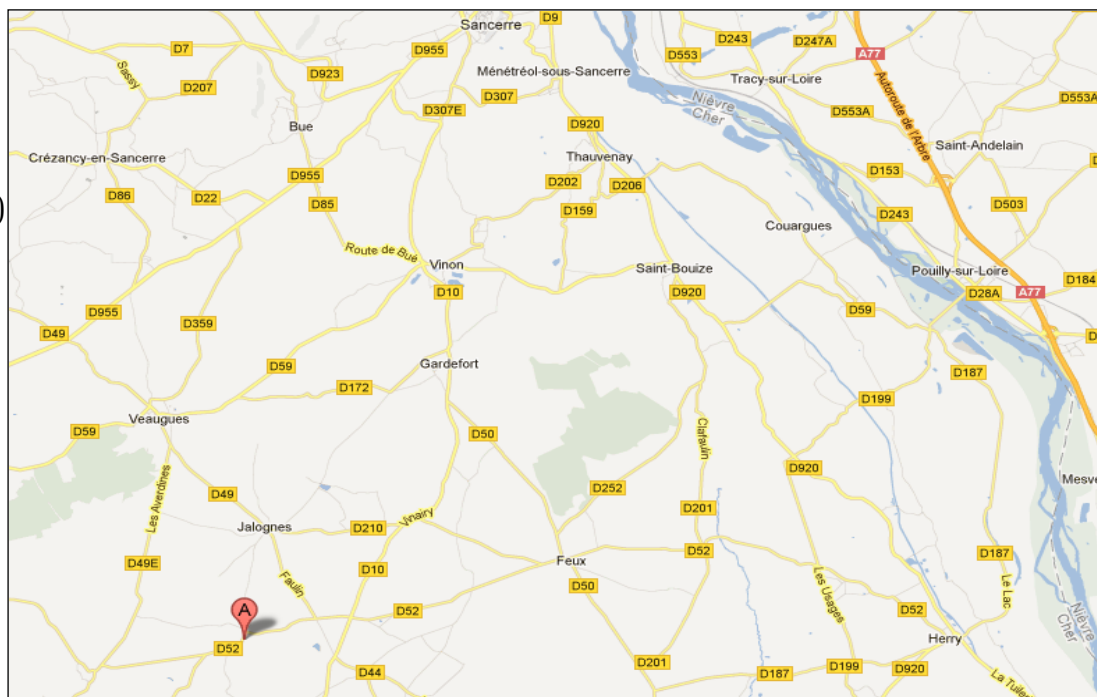 Sancerre
D9
D243
D247A
D7
D955
D553
A77
Sassy
D923
Ménétréol-sous-Sancerre
Tracy-sur-Loire
D207
D307
D307E
Nièvre
Cher
D553A
D553A
Autoroute de l'Arbre
Bue
D920
Saint-Andelain
Crézancy-en-Sancerre
Thauvenay
D955
D202
D206
D153
D86
D22
D85
D159
D503
)
D243
Route de Bué
Couargues
Vinon
Saint-Bouize
Pouilly-sur-Loire
D10
D920
D28A
A77
D184
D955
D59
D49
D359
D59
Gardefort
D172
D187
Veaugues
D199
D59
D50
Clafaulin
Les Averdines
D920
D49
D252
Mesve
D201
Jalognes
D210
Vinairy
D52
D187
D49E
D10
Feux
Faulin
D50
Les Usages
Le Lac
A
D52
D52
Nièvre
Cher
D52
Herry
D44
D201
D187
D199
D920
La Tuiler